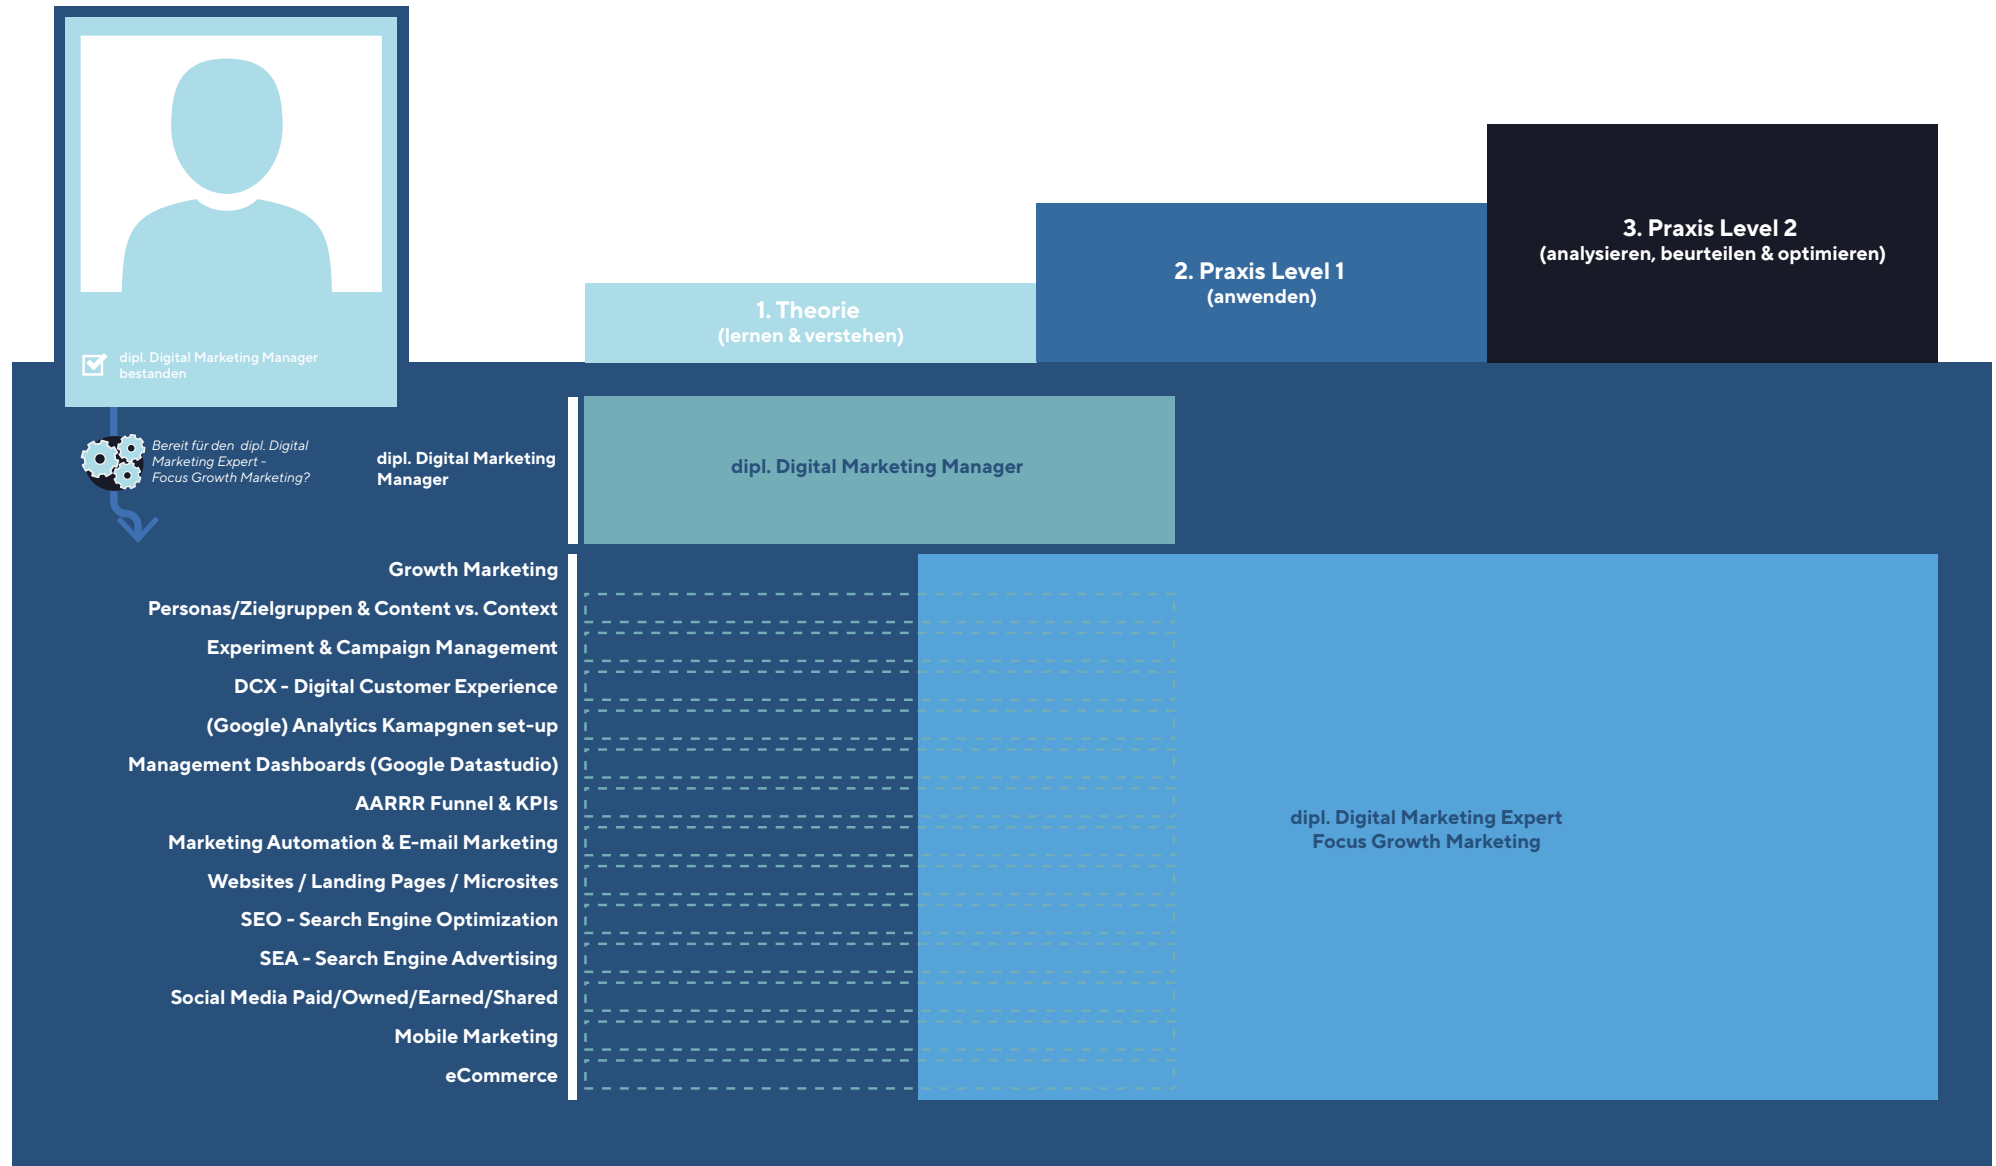 dipl. Digital Marketing Manager
bestanden
1. Theorie
(lernen & verstehen)
2. Praxis Level 1
(anwenden)
3. Praxis Level 2
(analysieren, beurteilen & optimieren)
Bereit für den dipl. Digital
Marketing Expert -
Focus Growth Marketing?
dipl. Digital Marketing
Manager
dipl. Digital Marketing Manager
Growth Marketing
Personas/Zielgruppen & Content vs. Context
Experiment & Campaign Management
DCX - Digital Customer Experience
(Google) Analytics Kamapgnen set-up
Management Dashboards (Google Datastudio)
AARRR Funnel & KPIs
Marketing Automation & E-mail Marketing
Websites / Landing Pages / Microsites
SEO - Search Engine Optimization
SEA - Search Engine Advertising
Social Media Paid/Owned/Earned/Shared
Mobile Marketing
eCommerce
dipl. Digital Marketing Expert
Focus Growth Marketing